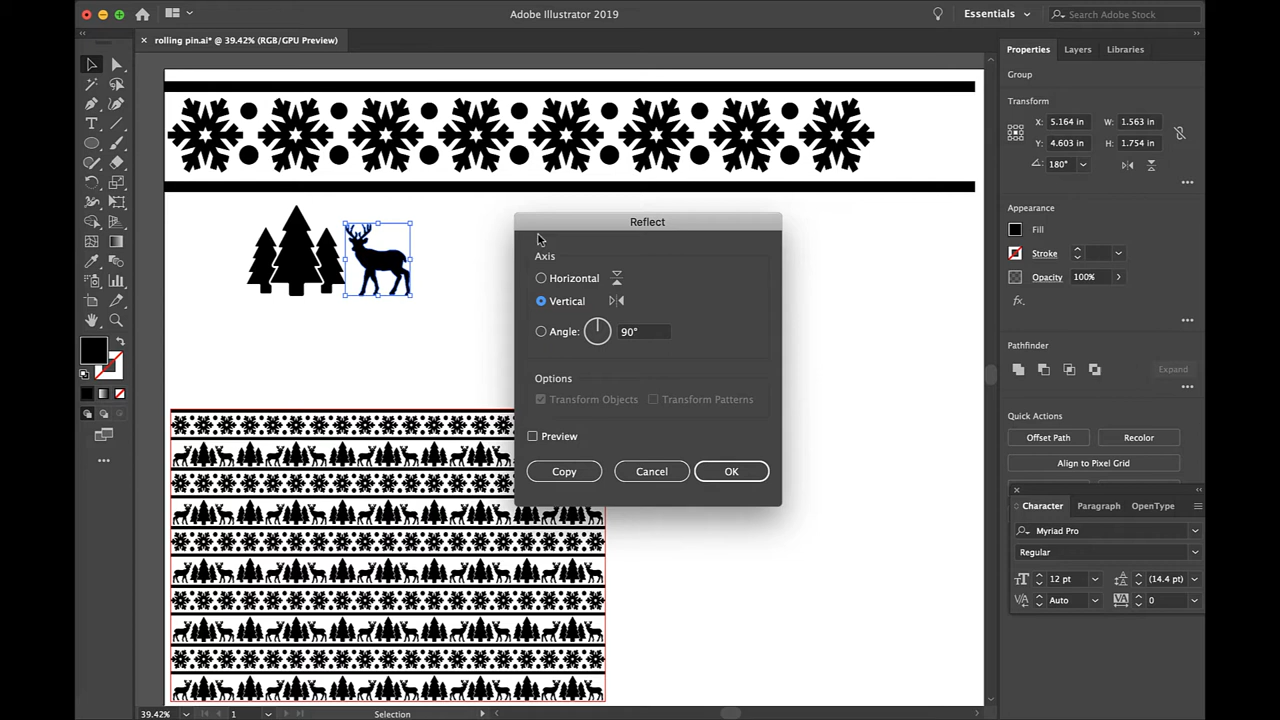 Adobe Illustrator 2019
Essentials
Search Adobe Stock
rolling pin.ai* @ 39.42% (RGB/GPU Preview)
Properties
Layers
Libraries
Group
Transform
X: 5.164 in
W: 1.563 in
Y: 4.603 in
H: 1.754 in
180°
Appearance
Fill
Stroke
Opacity
100%
fx.
Pathfinder
Expand
Quick Actions
Offset Path
Recolor
Align to Pixel Grid
Character
Paragraph
OpenType
Myriad Pro
Regular
12 pt
(14.4 pt)
Auto
0
Reflect
Axis
Horizontal
Vertical
Angle:
90°
Options
Transform Objects
Transform Patterns
Preview
Copy
Cancel
OK
39.42%
1
Selection